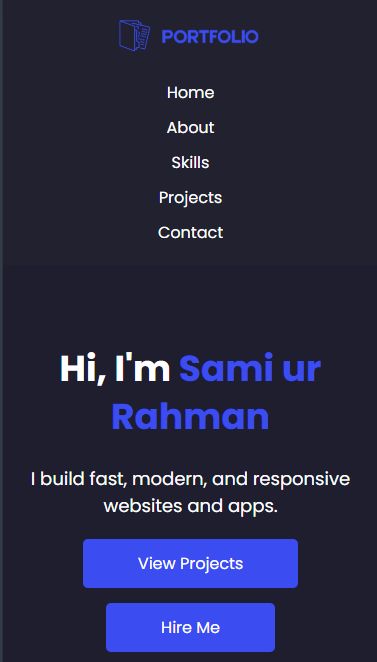 PORTFOLIO
Home
About
Skills
Projects
Contact
Hi, I'm Sami ur
Rahman
I build fast, modern, and responsive
websites and apps.
View Projects
Hire Me